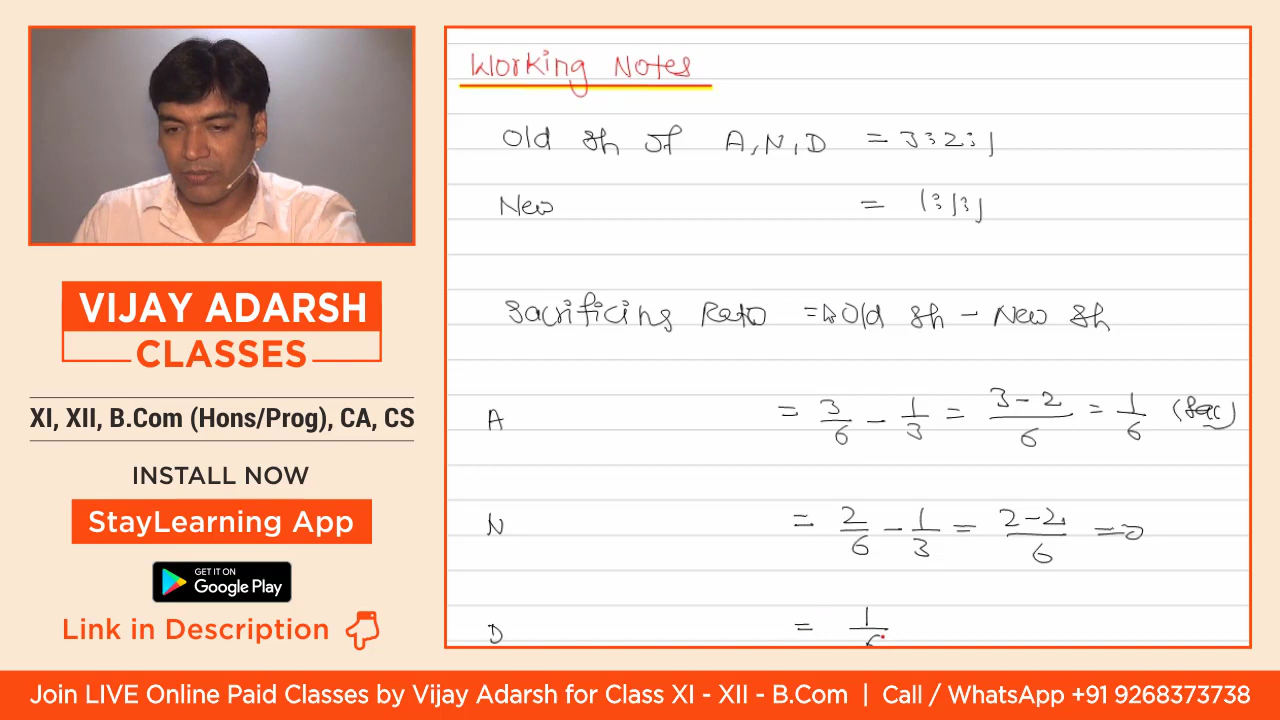 VIJAY ADARSH
CLASSES
XI, XII, B.Com (Hons/Prog), CA, CS
INSTALL NOW
StayLearning App
GET IT ON
Google Play
Link in Description
Working Notes
Old sh of A, N, D = 3:2:1
New = 1:1:1
Sacrificing Rato = Old sh - New sh
A = 3/6 - 1/3 = 3-2/6 = 1/6 (Sac)
N = 2/6 - 1/3 = 2-2/6 = 0
D = 1/6
Join LIVE Online Paid Classes by Vijay Adarsh for Class XI - XII - B.Com | Call / WhatsApp +91 9268373738